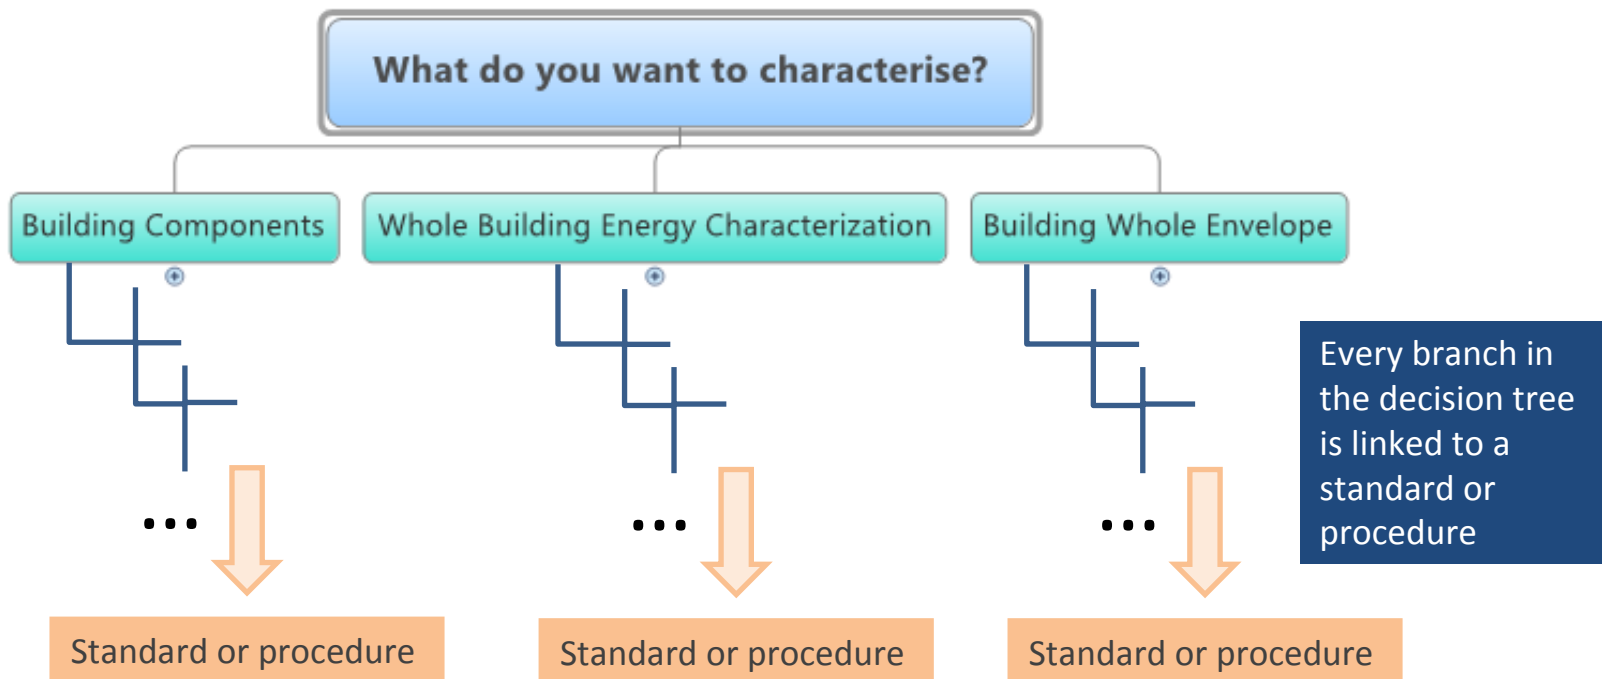 What do you want to characterise?
Building Components
Whole Building Energy Characterization
Building Whole Envelope
Every branch in
the decision tree
is linked to a
standard or
procedure
...
...
...
Standard or procedure
Standard or procedure
Standard or procedure